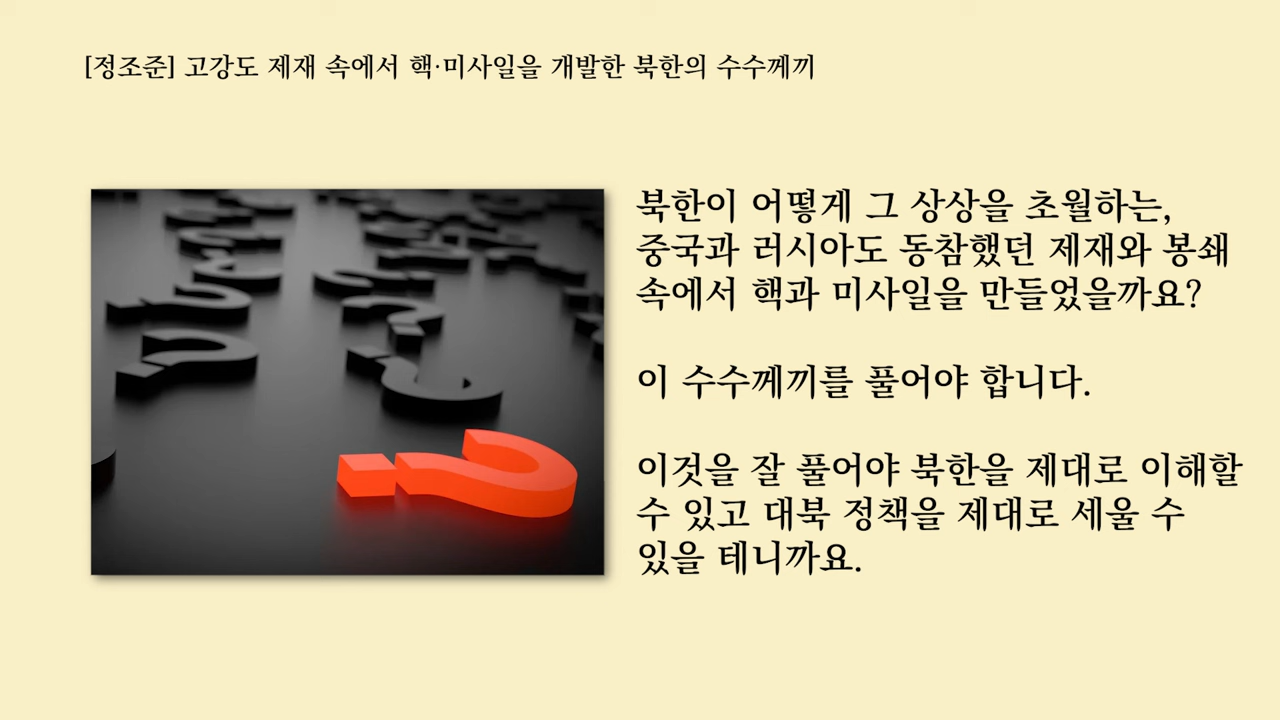 [정조준] 고강도 제재 속에서 핵·미사일을 개발한 북한의 수수께끼
북한이 어떻게 그 상상을 초월하는,
중국과 러시아도 동참했던 제재와 봉쇄
속에서 핵과 미사일을 만들었을까요?
이 수수께끼를 풀어야 합니다.
이것을 잘 풀어야 북한을 제대로 이해할
수 있고 대북 정책을 제대로 세울 수
있을 테니까요.